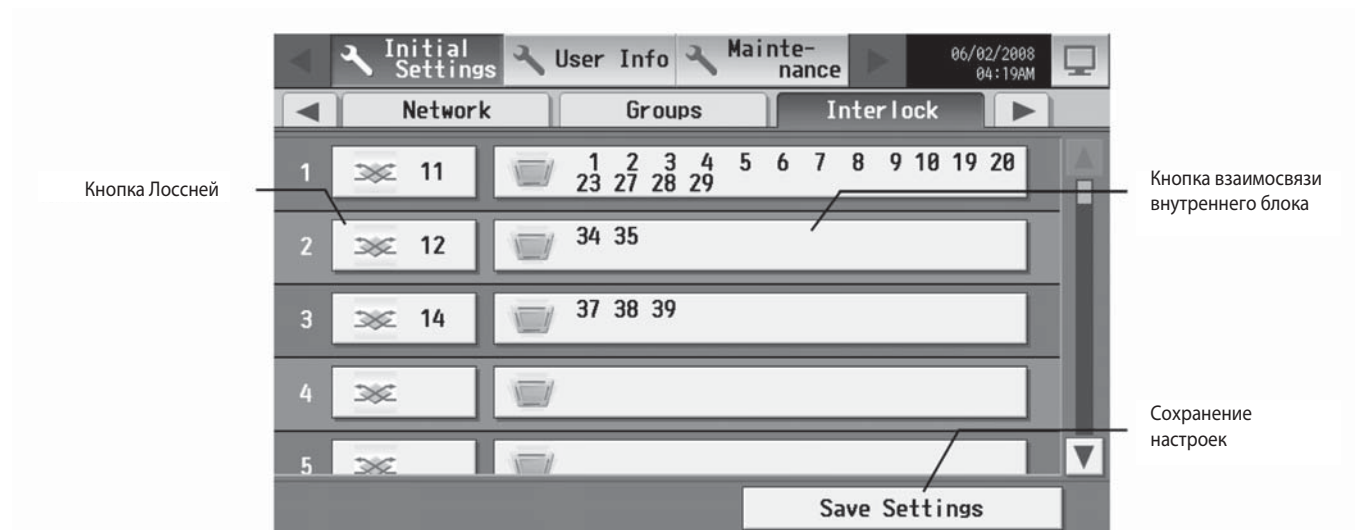 Initial Settings User Info Mainte-nance 06/02/2008 04:19AM
Network Groups Interlock
1 11 1 2 3 4 5 6 7 8 9 10 19 20
23 27 28 29
Кнопка Лоссней
Кнопка взаимосвязи
внутреннего блока
2 12 34 35
3 14 37 38 39
4
Сохранение
настроек
5
Save Settings